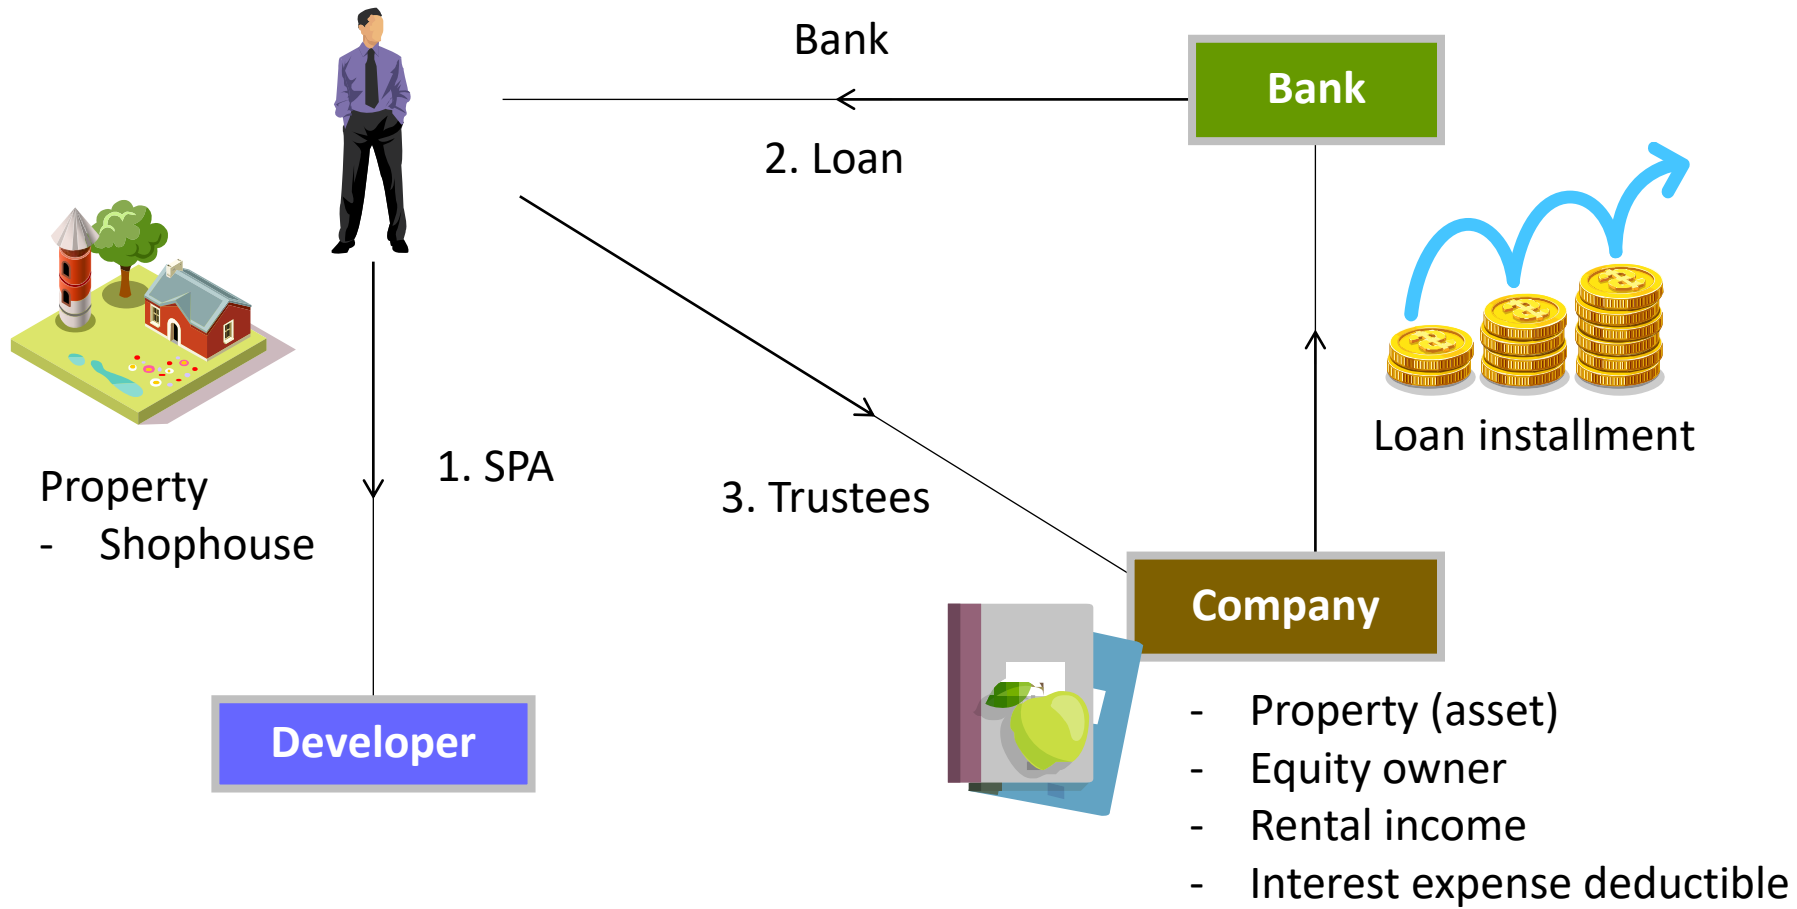 Bank
Bank
2. Loan
Loan installment
Property
- Shophouse
1. SPA
3. Trustees
Company
Developer
- Property (asset)
- Equity owner
- Rental income
- Interest expense deductible